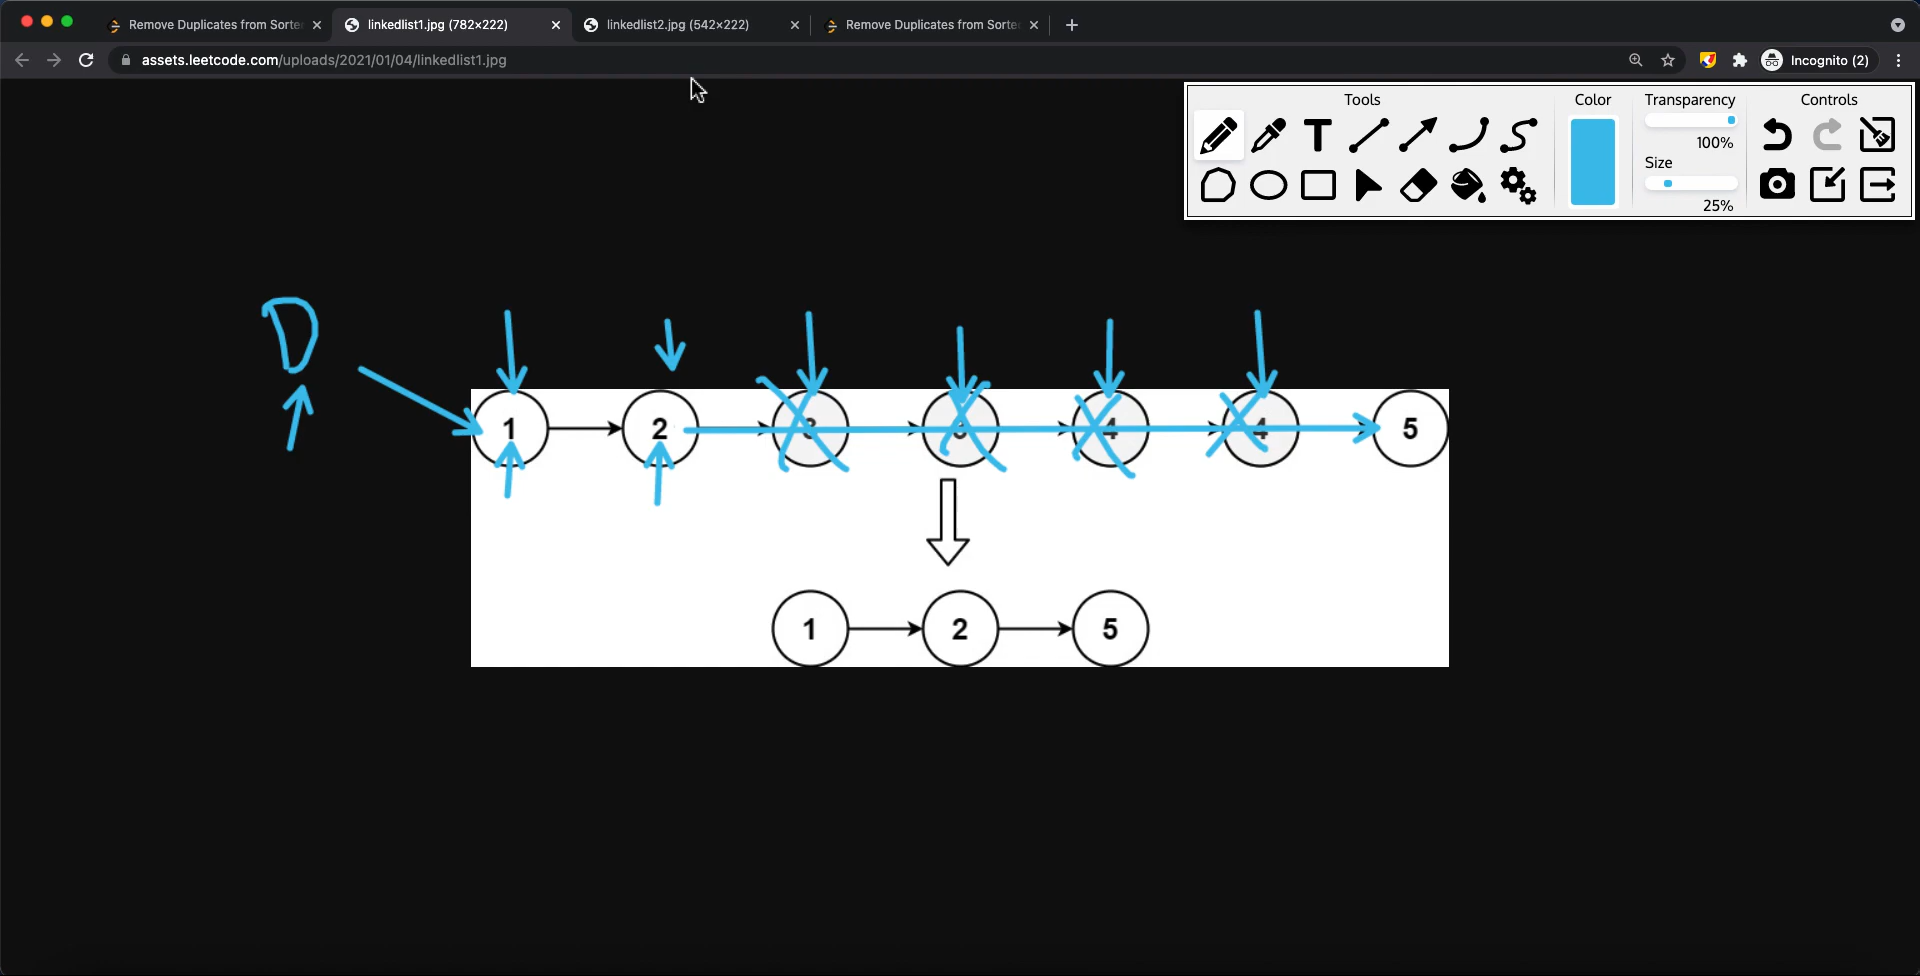 Remove Duplicates from Sorte
linkedlist1.jpg (782×222)
linkedlist2.jpg (542×222)
Remove Duplicates from Sorte
assets.leetcode.com/uploads/2021/01/04/linkedlist1.jpg
Incognito (2)
Tools
Color
Transparency
Controls
100%
Size
25%
D
1 2 3 3 4 4 5
1 2 5